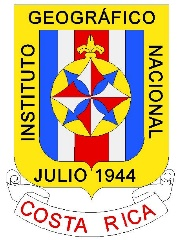 INSTITUTO
GEOGRÁFICO
NACIONAL
JULIO 1944
COSTA RICA